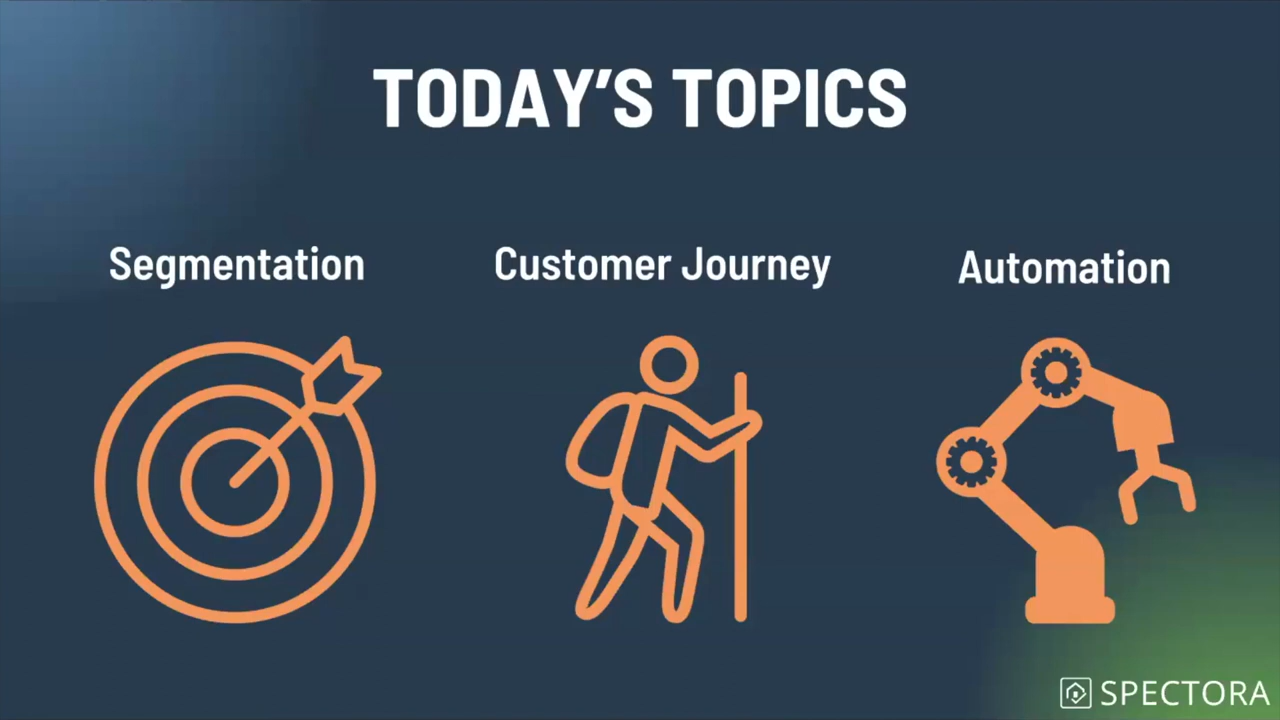 TODAY’S TOPICS
Segmentation
Customer Journey
Automation
SPECTORA